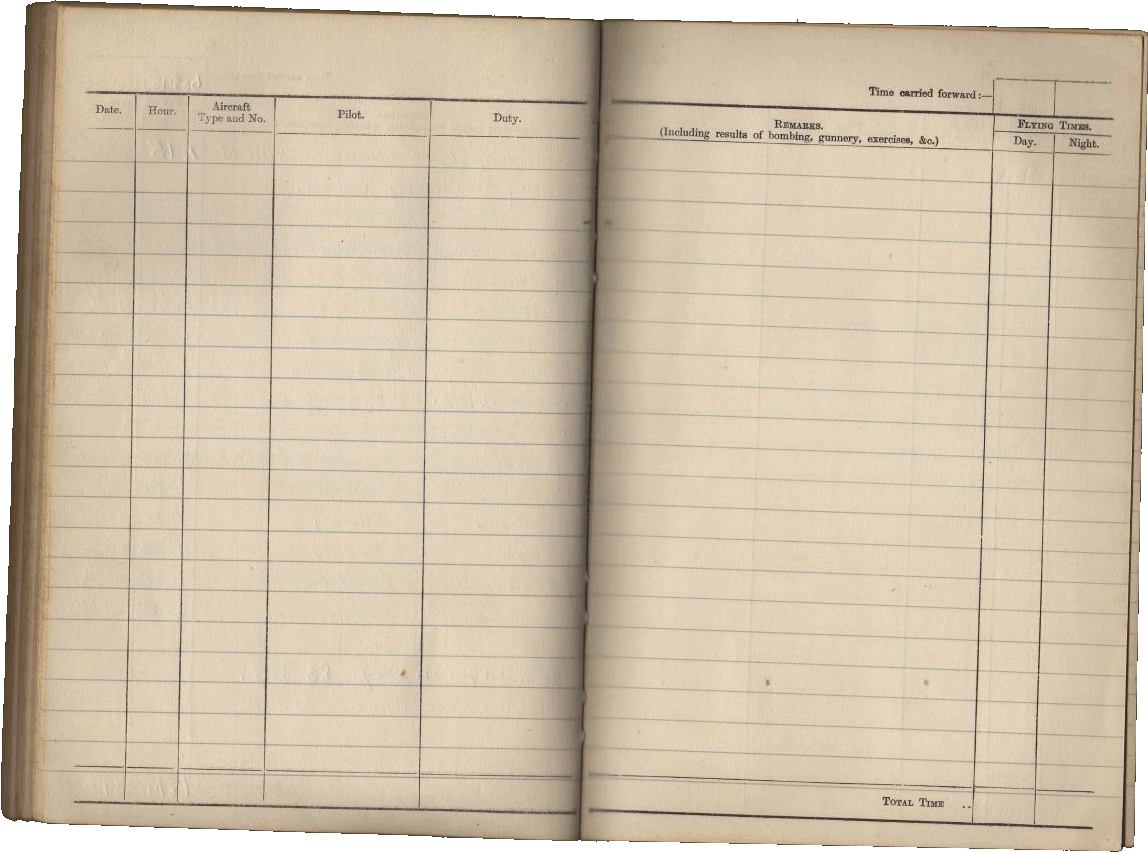 Date. Hour. Aircraft Type and No. Pilot. Duty.
Time carried forward:—
REMARKS.
(Including results of bombing, gunnery, exercises, &c.)
FLYING TIMES.
Day. Night.
TOTAL TIME ..